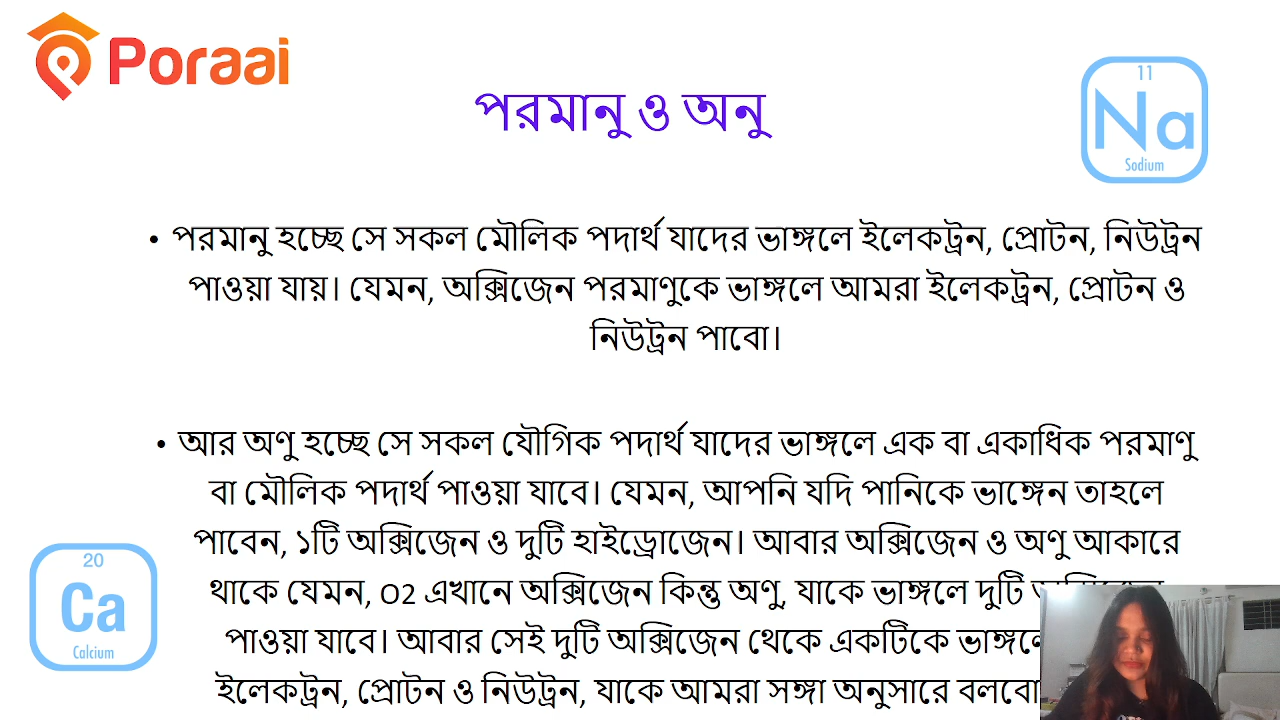 Poraai
পরমানু ও অনু
11
Na
Sodium
• পরমানু হচ্ছে সে সকল মৌলিক পদার্থ যাদের ভাঙ্গলে ইলেকট্রন, প্রোটন, নিউট্রন
পাওয়া যায়। যেমন, অক্সিজেন পরমাণুকে ভাঙ্গলে আমরা ইলেকট্রন, প্রোটন ও
নিউট্রন পাবো।
• আর অণু হচ্ছে সে সকল যৌগিক পদার্থ যাদের ভাঙ্গলে এক বা একাধিক পরমাণু
বা মৌলিক পদার্থ পাওয়া যাবে। যেমন, আপনি যদি পানিকে ভাঙ্গেন তাহলে
পাবেন, ১টি অক্সিজেন ও দুটি হাইড্রোজেন। আবার অক্সিজেন ও অণু আকারে
থাকে যেমন, O2 এখানে অক্সিজেন কিন্তু অণু, যাকে ভাঙ্গলে দুটি
পাওয়া যাবে। আবার সেই দুটি অক্সিজেন থেকে একটিকে ভাঙ্গলে
ইলেকট্রন, প্রোটন ও নিউট্রন, যাকে আমরা সঙ্গা অনুসারে বলবো
20
Ca
Calcium